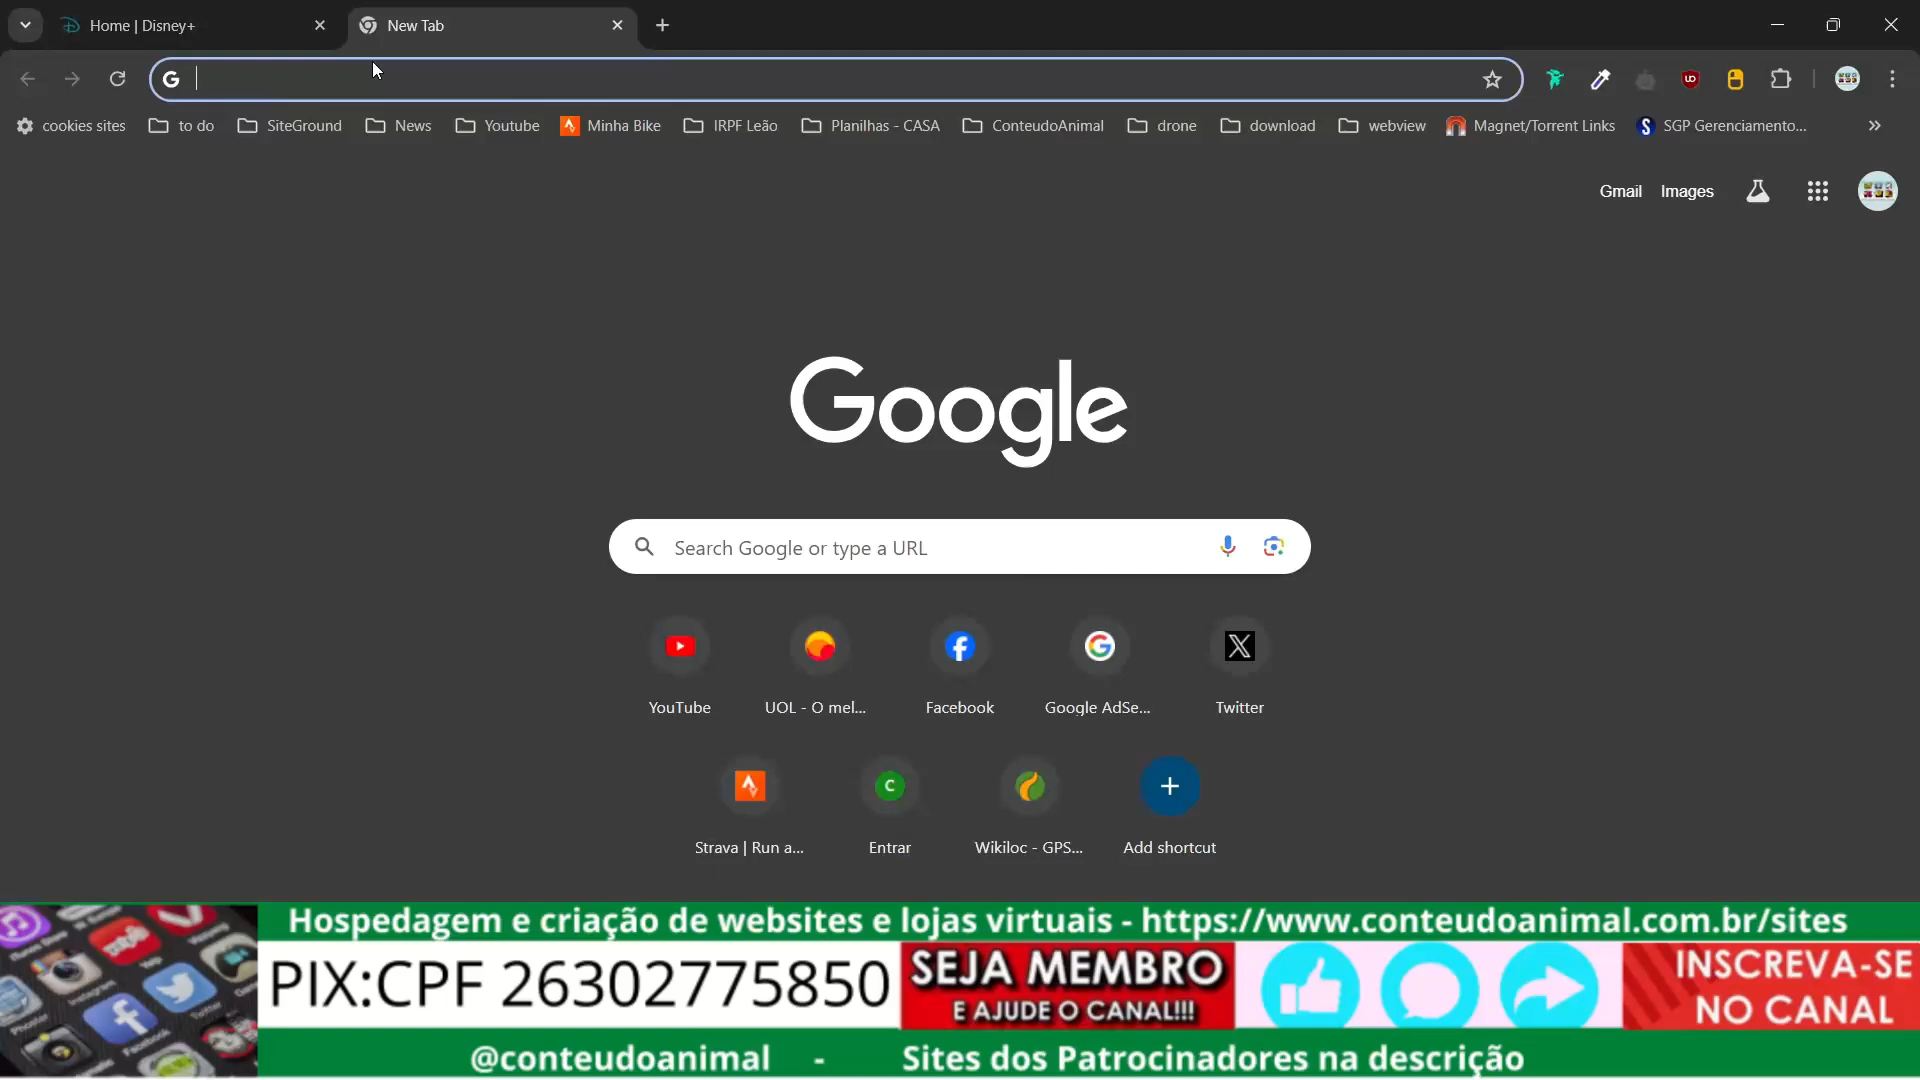 Home | Disney+
New Tab
cookies sites
to do
SiteGround
News
Youtube
Minha Bike
IRPF Leão
Planilhas - CASA
ConteudoAnimal
drone
download
webview
Magnet/Torrent Links
SGP Gerenciamento...
Gmail
Images
Google
Search Google or type a URL
YouTube
UOL - O mel...
Facebook
Google AdSe...
Twitter
Strava | Run a...
Entrar
Wikiloc - GPS...
Add shortcut
Hospedagem e criação de websites e lojas virtuais - https://www.conteudoanimal.com.br/sites
PIX:CPF 26302775850
SEJA MEMBRO
E AJUDE O CANAL!!!
INSCREVA-SE
NO CANAL
@conteudoanimal - Sites dos Patrocinadores na descrição